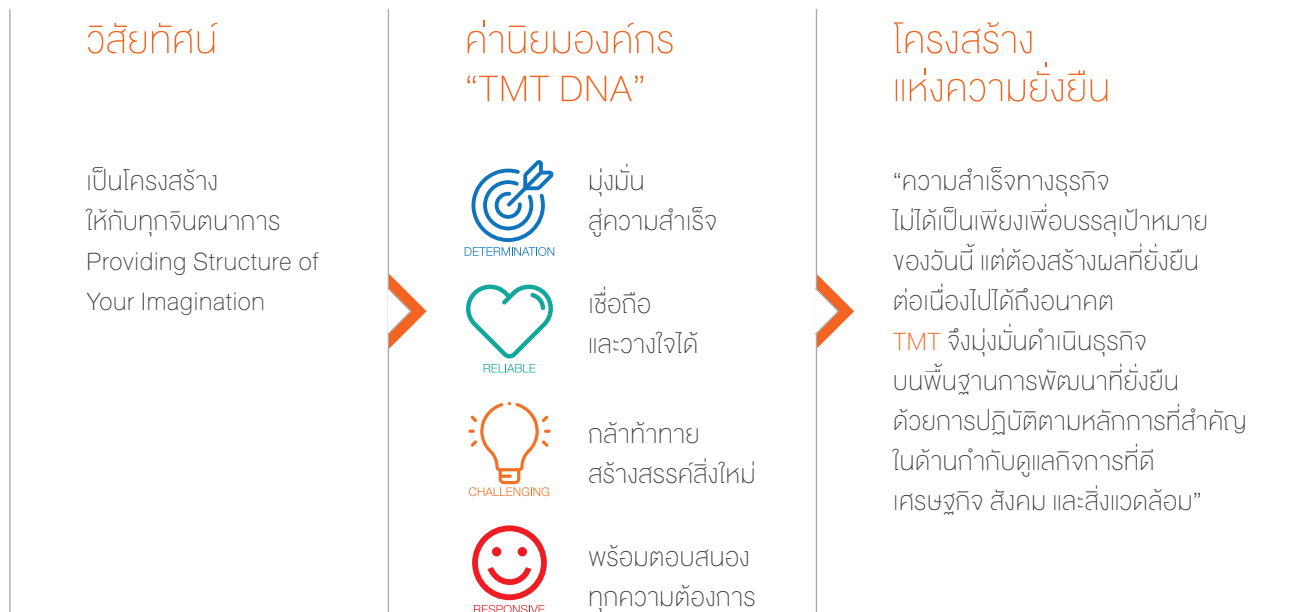 วิสัยทัศน์
เป็นโครงสร้าง
ให้กับทุกจินตนาการ
Providing Structure of
Your Imagination
ค่านิยมองค์กร
“TMT DNA”
DETERMINATION
มุ่งมั่น
สู่ความสำเร็จ
RELIABLE
เชื่อถือ
และวางใจได้
CHALLENGING
กล้าท้าทาย
สร้างสรรค์สิ่งใหม่
RESPONSIVE
พร้อมตอบสนอง
ทุกความต้องการ
โครงสร้าง
แห่งความยั่งยืน
“ความสำเร็จทางธุรกิจ
ไม่ได้เป็นเพียงเพื่อบรรลุเป้าหมาย
ของวันนี้ แต่ต้องสร้างผลที่ยั่งยืน
ต่อเนื่องไปได้ถึงอนาคต
TMT จึงมุ่งมั่นดำเนินธุรกิจ
บนพื้นฐานการพัฒนาที่ยั่งยืน
ด้วยการปฏิบัติตามหลักการที่สำคัญ
ในด้านกำกับดูแลกิจการที่ดี
เศรษฐกิจ สังคม และสิ่งแวดล้อม”